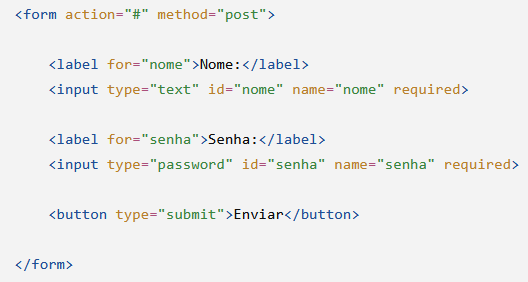 <form action="#" method="post">
<label for="nome">Nome:</label>
<input type="text" id="nome" name="nome" required>
<label for="senha">Senha:</label>
<input type="password" id="senha" name="senha" required>
<button type="submit">Enviar</button>
</form>